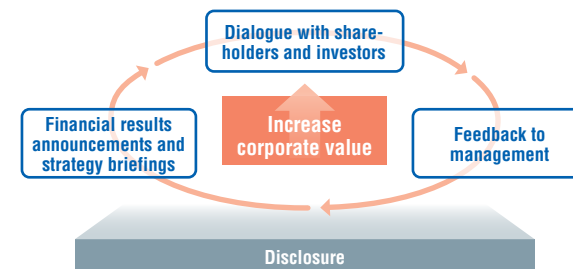 Dialogue with share-
holders and investors
Financial results
announcements and
strategy briefings
Increase
corporate value
Feedback to
management
Disclosure